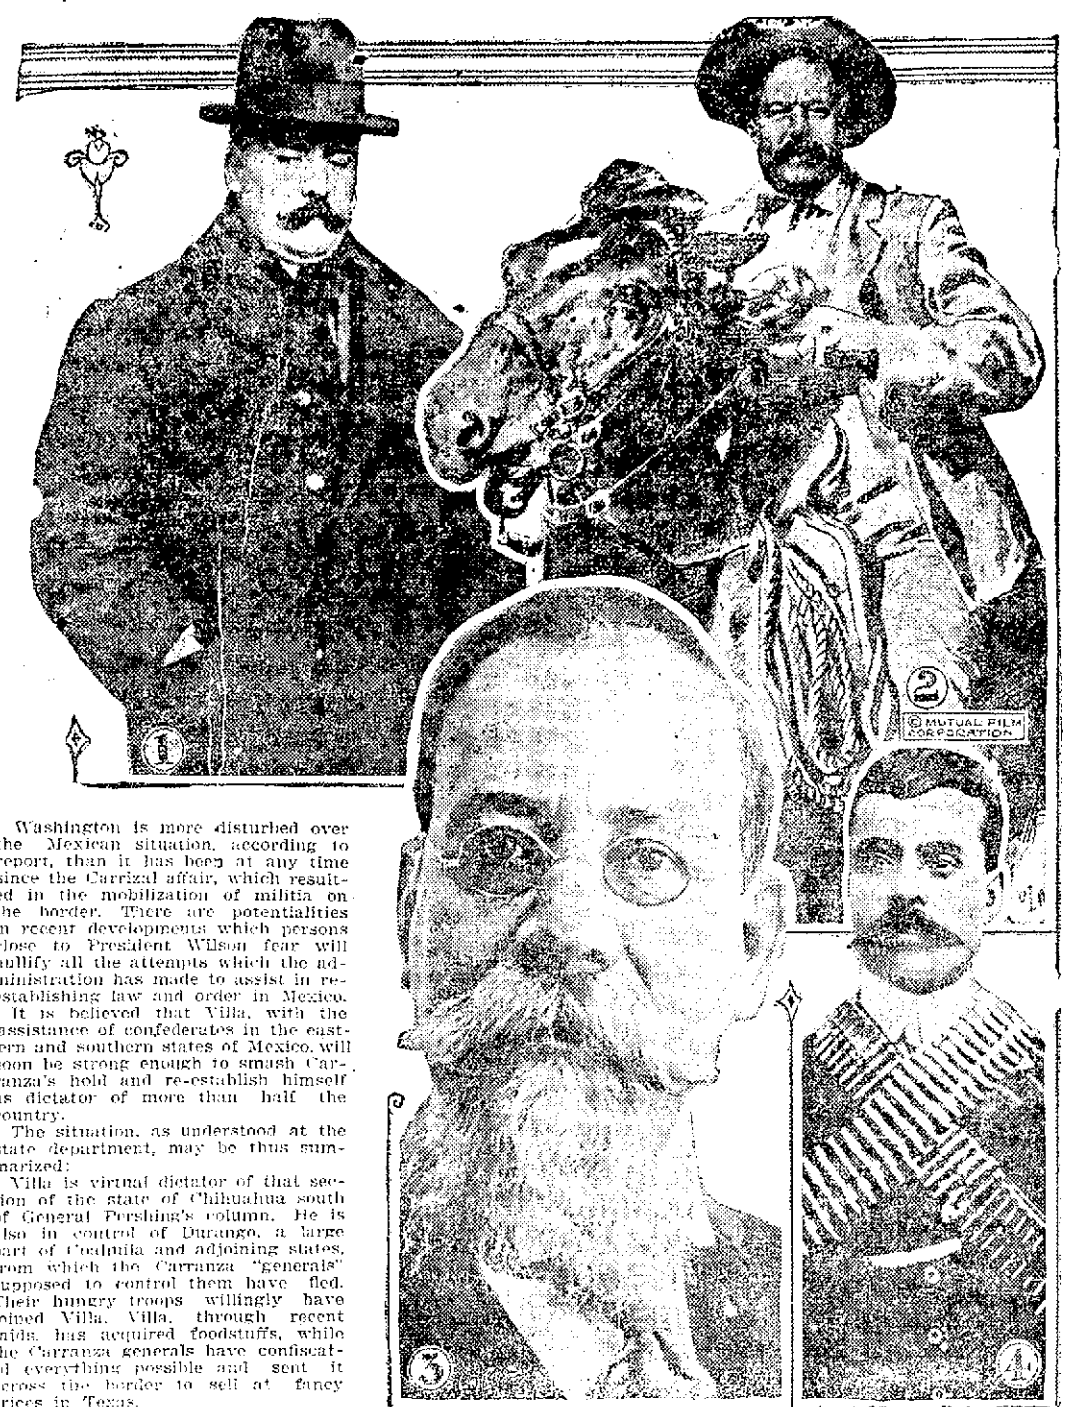 1
2
© MUTUAL FILM
CORPORATION
Washington is more disturbed over
the Mexican situation, according to
report, than it has been at any time
since the Carrizal affair, which result-
ed in the mobilization of militia on
the border. There are potentialities
in recent developments which persons
close to President Wilson fear will
nullify all the attempts which the ad-
ministration has made to assist in re-
establishing law and order in Mexico.
It is believed that Villa, with the
assistance of confederates in the east-
ern and southern states of Mexico, will
soon be strong enough to smash Car-
ranza's hold and re-establish himself
as dictator of more than half the
country.
The situation, as understood at the
state department, may be thus sum-
marized:
Villa is virtual dictator of that sec-
tion of the state of Chihuahua south
of General Pershing's column. He is
also in control of Durango, a large
part of Coahuila and adjoining states,
from which the Carranza "generals"
supposed to control them have fled.
Their hungry troops willingly have
joined Villa. Villa, through recent
raids, has acquired foodstuffs, while
the Carranza generals have confiscat-
ed everything possible and sent it
across the border to sell at fancy
prices in Texas.
3
4